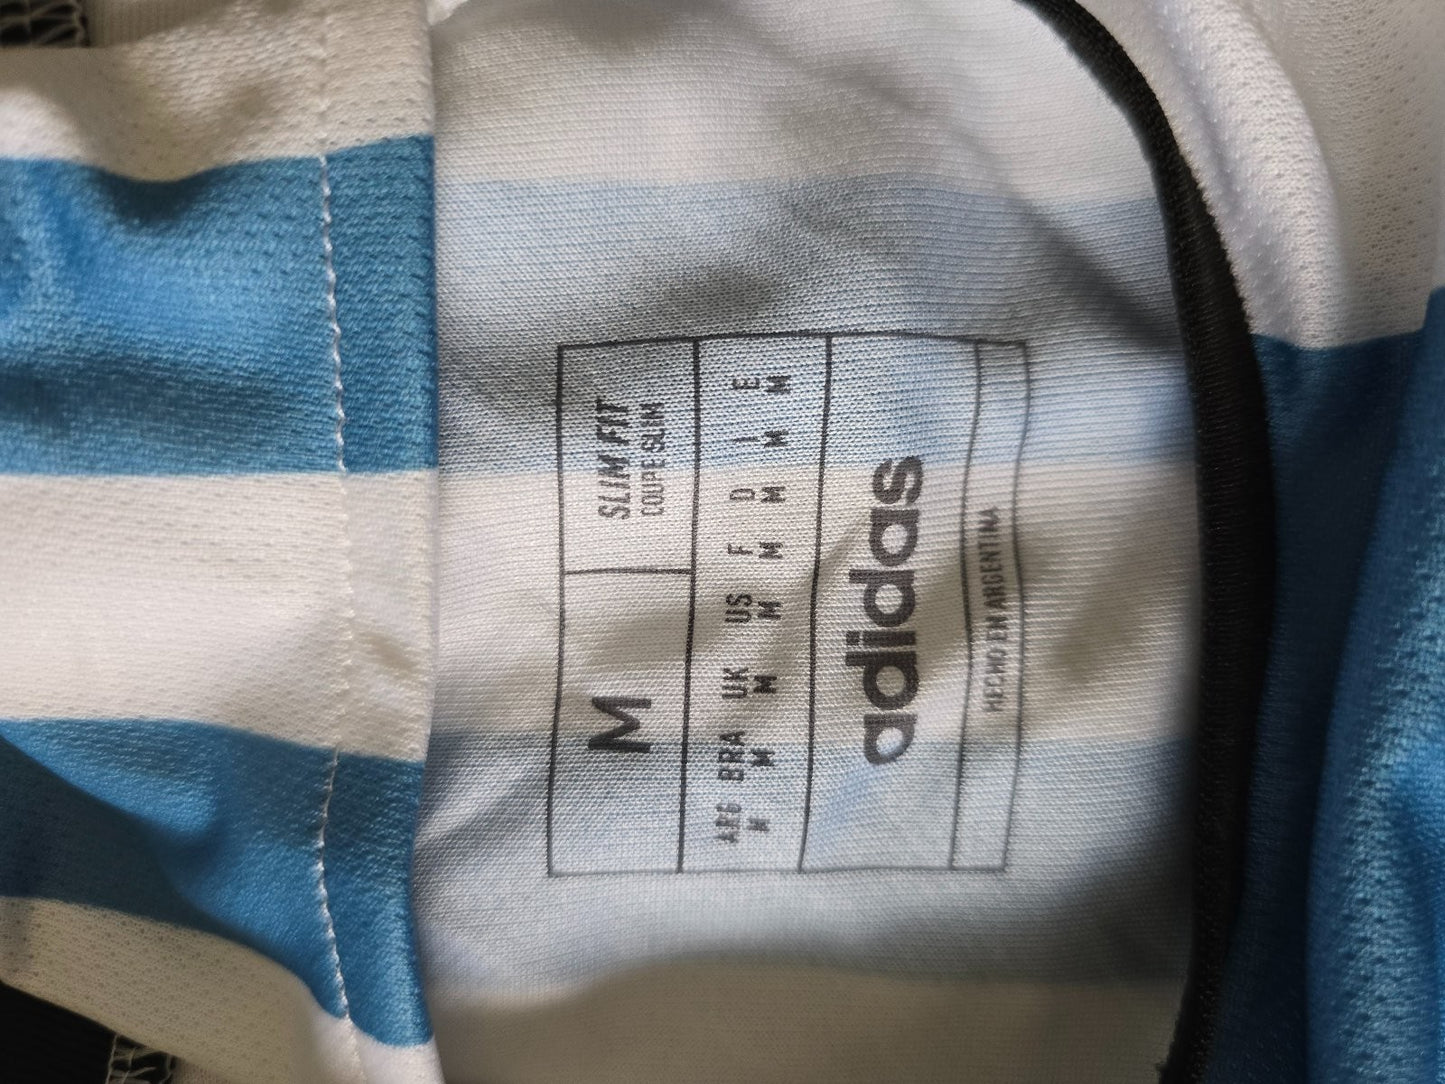 M
SLIM FIT
COUPE SLIM
ARG BRA UK US F D I E
M M M M M M M M
adidas
HECHO EN ARGENTINA